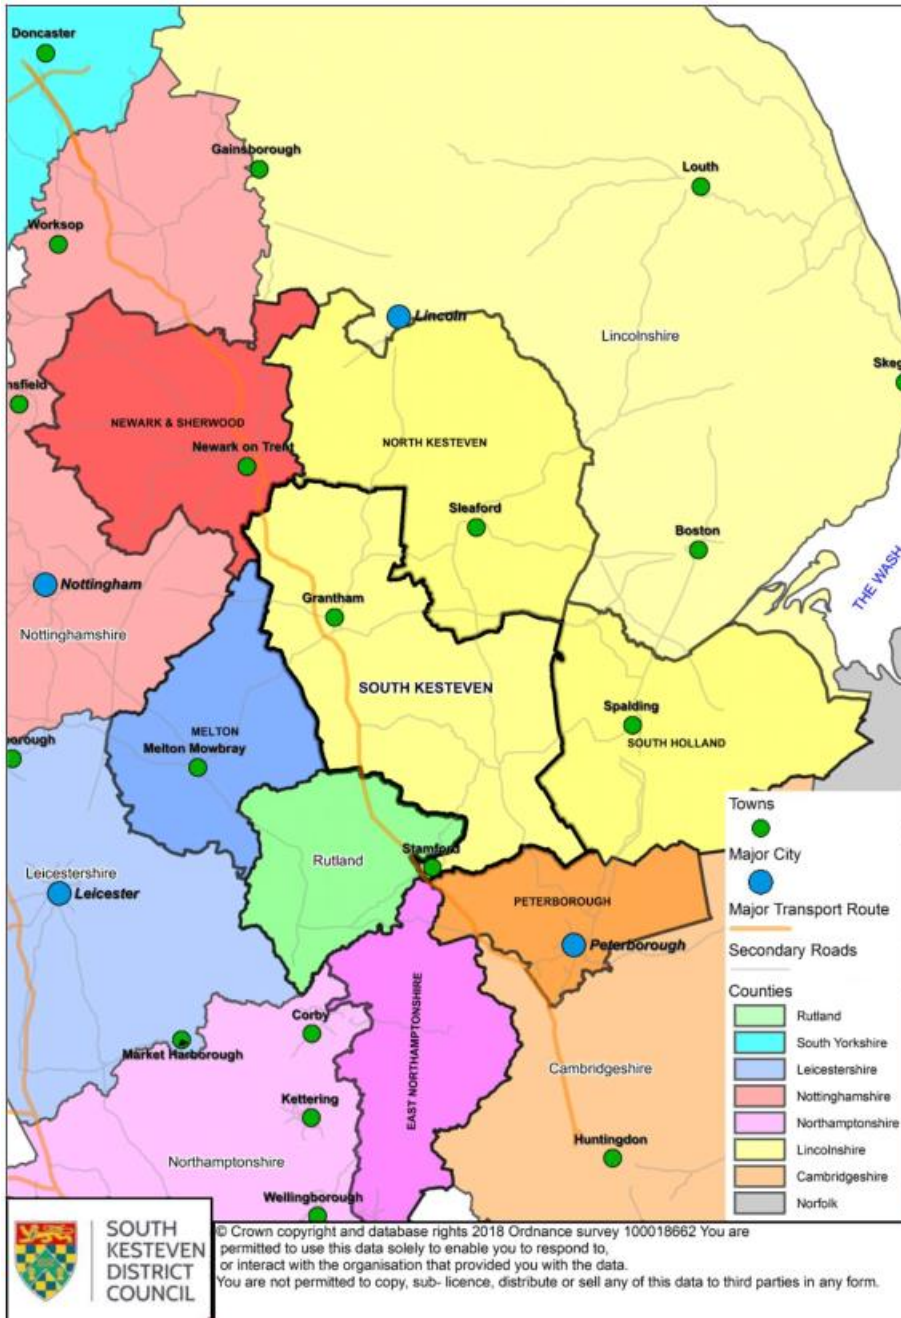 Doncaster
Gainsborough
Louth
Worksop
Lincoln
Lincolnshire
Skeg
nsfield
NEWARK & SHERWOOD
NORTH KESTEVEN
Newark on Trent
Sleaford
Boston
THE WASH
Nottingham
Grantham
Nottinghamshire
SOUTH KESTEVEN
Spalding
MELTON
SOUTH HOLLAND
orough
Melton Mowbray
Towns
Major City
Major Transport Route
Secondary Roads
Counties
Rutland
South Yorkshire
Leicestershire
Nottinghamshire
Northamptonshire
Lincolnshire
Cambridgeshire
Norfolk
Stamford
Rutland
Leicestershire
Leicester
PETERBOROUGH
Peterborough
EAST NORTHAMPTONSHIRE
Corby
Market Harborough
Cambridgeshire
Kettering
Huntingdon
Northamptonshire
Wellingborough
SOUTH
KESTEVEN
DISTRICT
COUNCIL
© Crown copyright and database rights 2018 Ordnance survey 100018662 You are
permitted to use this data solely to enable you to respond to,
or interact with the organisation that provided you with the data.
You are not permitted to copy, sub- licence, distribute or sell any of this data to third parties in any form.